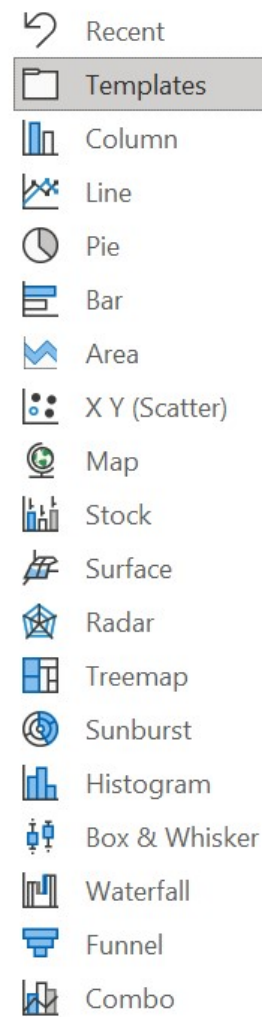 Recent
Templates
Column
Line
Pie
Bar
Area
X Y (Scatter)
Map
Stock
Surface
Radar
Treemap
Sunburst
Histogram
Box & Whisker
Waterfall
Funnel
Combo